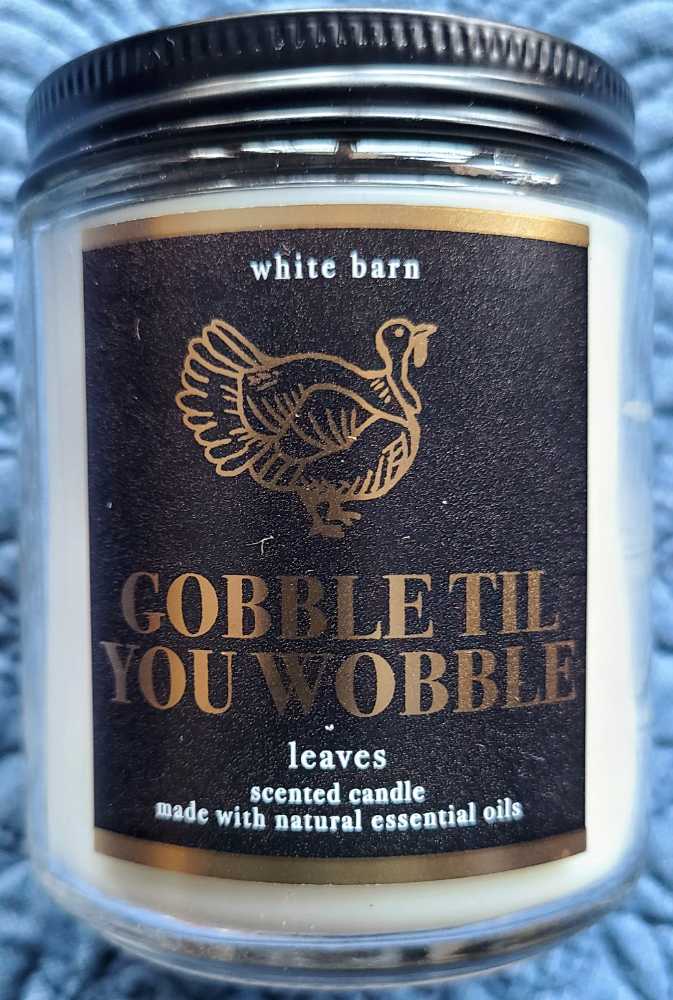 white barn
GOBBLE TIL
YOU WOBBLE
leaves
scented candle
made with natural essential oils